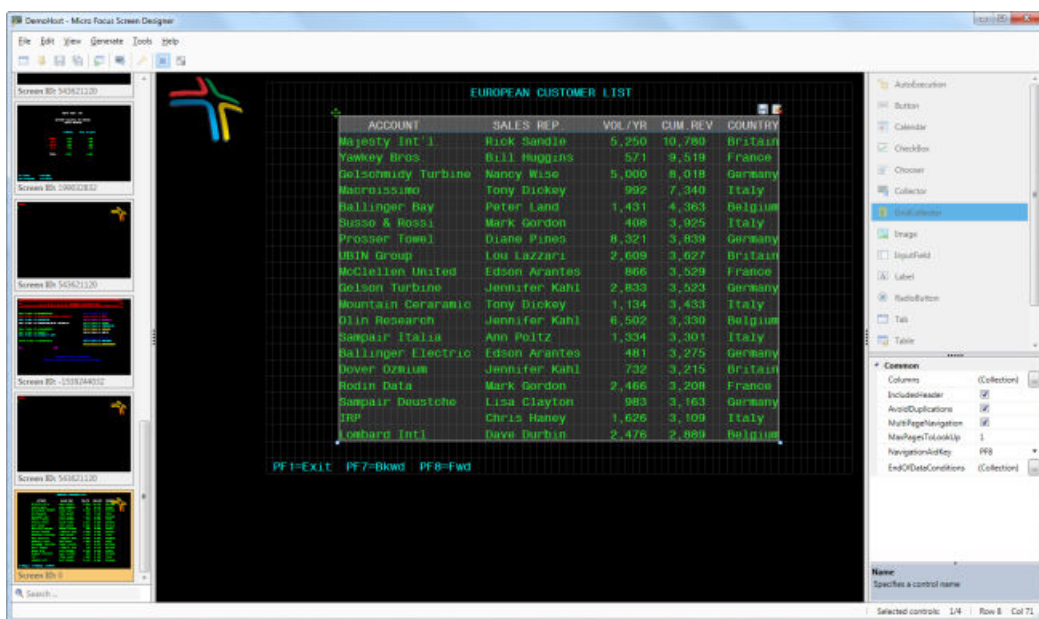 DemoHost - Micro Focus Screen Designer
File Edit View Generate Tools Help
Screen ID: 543621120
Screen ID: 199032832
Screen ID: 543621120
Screen ID: -1539244032
Screen ID: 543621120
Screen ID: 0
Search...
EUROPEAN CUSTOMER LIST
ACCOUNT SALES REP. VOL/YR CUM.REV COUNTRY
Majesty Int'l. Rick Sandle 5,250 10,780 Britain
Yawkey Bros. Bill Huggins 571 9,519 France
Gelschmidy Turbine Nancy Wise 5,000 8,018 Germany
Macroissimo Tony Dickey 992 7,340 Italy
Ballinger Bay Peter Land 1,431 4,363 Belgium
Susso & Rossi Mark Gordon 408 3,925 Italy
Prosser Towel Diane Pines 8,321 3,839 Germany
UBIN Group Lou Lazzari 2,609 3,627 Britain
McClellen United Edson Arantes 866 3,529 France
Gelson Turbine Jennifer Kahl 2,833 3,523 Germany
Mountain Ceraramic Tony Dickey 1,134 3,433 Italy
Olin Research Jennifer Kahl 6,502 3,330 Belgium
Sampair Italia Ann Poltz 1,334 3,301 Italy
Ballinger Electric Edson Arantes 481 3,275 Germany
Dover Ozmium Jennifer Kahl 732 3,215 Britain
Rodin Data Mark Gordon 2,466 3,208 France
Sampair Deustche Lisa Clayton 983 3,163 Germany
IRP Chris Haney 1,626 3,109 Italy
Lombard Intl Dave Durbin 2,476 2,889 Belgium
PF1=Exit PF7=Bkwd PF8=Fwd
AutoExecution
Button
Calendar
CheckBox
Chooser
Collector
GridCollector
Image
InputField
Label
RadioButton
Tab
Table
Common
Columns (Collection)
IncludedHeader
AvoidDuplications
MultiPageNavigation
MaxPagesToLookUp 1
NavigationAidKey PF8
EndOfDataConditions (Collection)
Name
Specifies a control name
Selected controls: 1/4 Row 8 Col 71